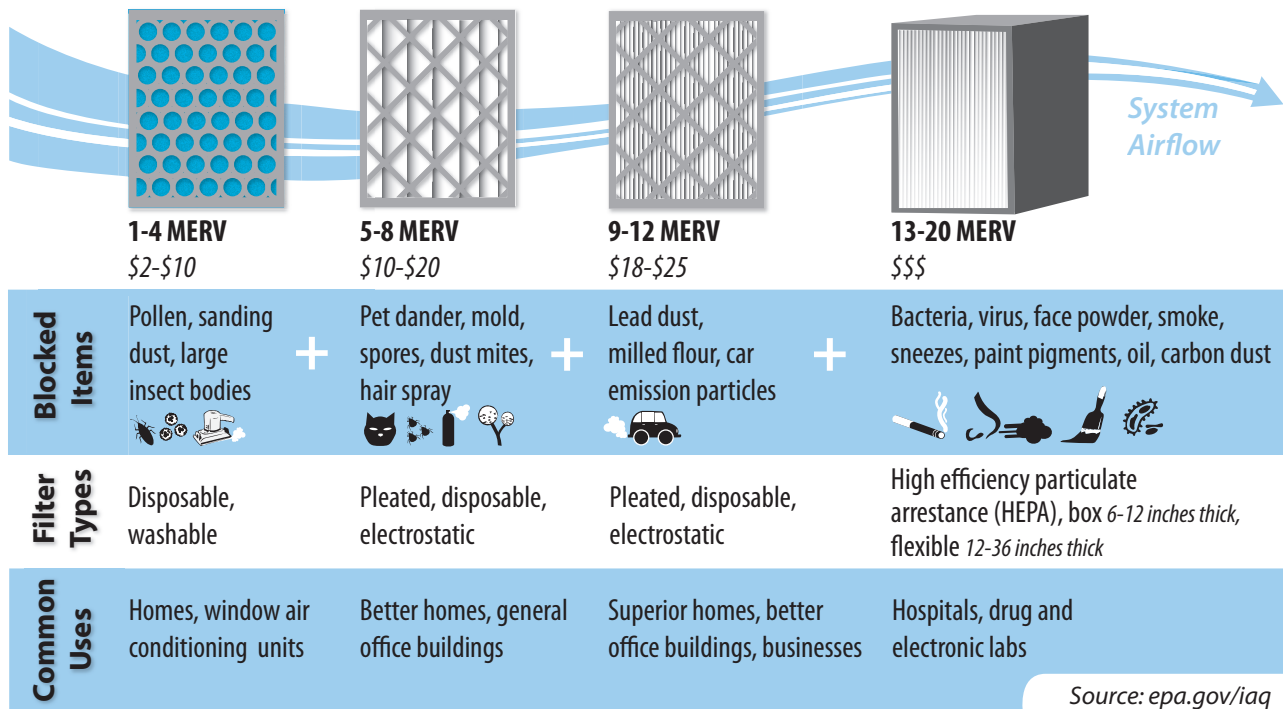 System
Airflow
1-4 MERV
$2-$10
5-8 MERV
$10-$20
9-12 MERV
$18-$25
13-20 MERV
$$$
Blocked
Items
Pollen, sanding
dust, large
insect bodies
+
Pet dander, mold,
spores, dust mites,
hair spray
+
Lead dust,
milled flour, car
emission particles
+
Bacteria, virus, face powder, smoke,
sneezes, paint pigments, oil, carbon dust
Filter
Types
Disposable,
washable
Pleated, disposable,
electrostatic
Pleated, disposable,
electrostatic
High efficiency particulate
arrestance (HEPA), box 6-12 inches thick,
flexible 12-36 inches thick
Common
Uses
Homes, window air
conditioning units
Better homes, general
office buildings
Superior homes, better
office buildings, businesses
Hospitals, drug and
electronic labs
Source: epa.gov/iaq